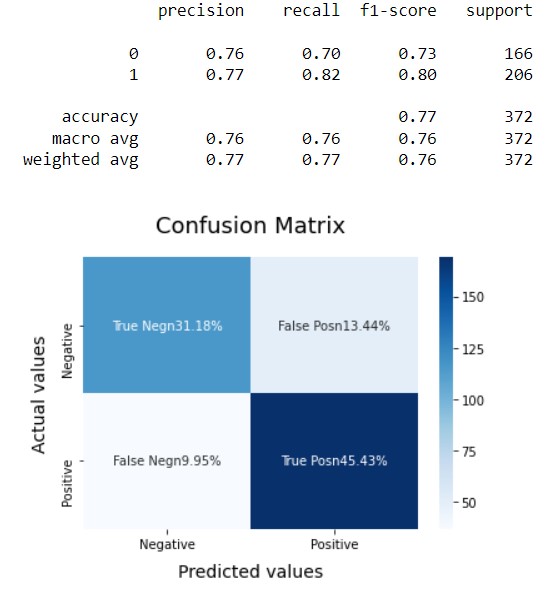 precision recall f1-score support
0 0.76 0.70 0.73 166
1 0.77 0.82 0.80 206
accuracy 0.77 372
macro avg 0.76 0.76 0.76 372
weighted avg 0.77 0.77 0.76 372
Confusion Matrix
Actual values
Negative
Positive
True Negn31.18%
False Posn13.44%
False Negn9.95%
True Posn45.43%
150
125
100
75
50
Negative
Positive
Predicted values